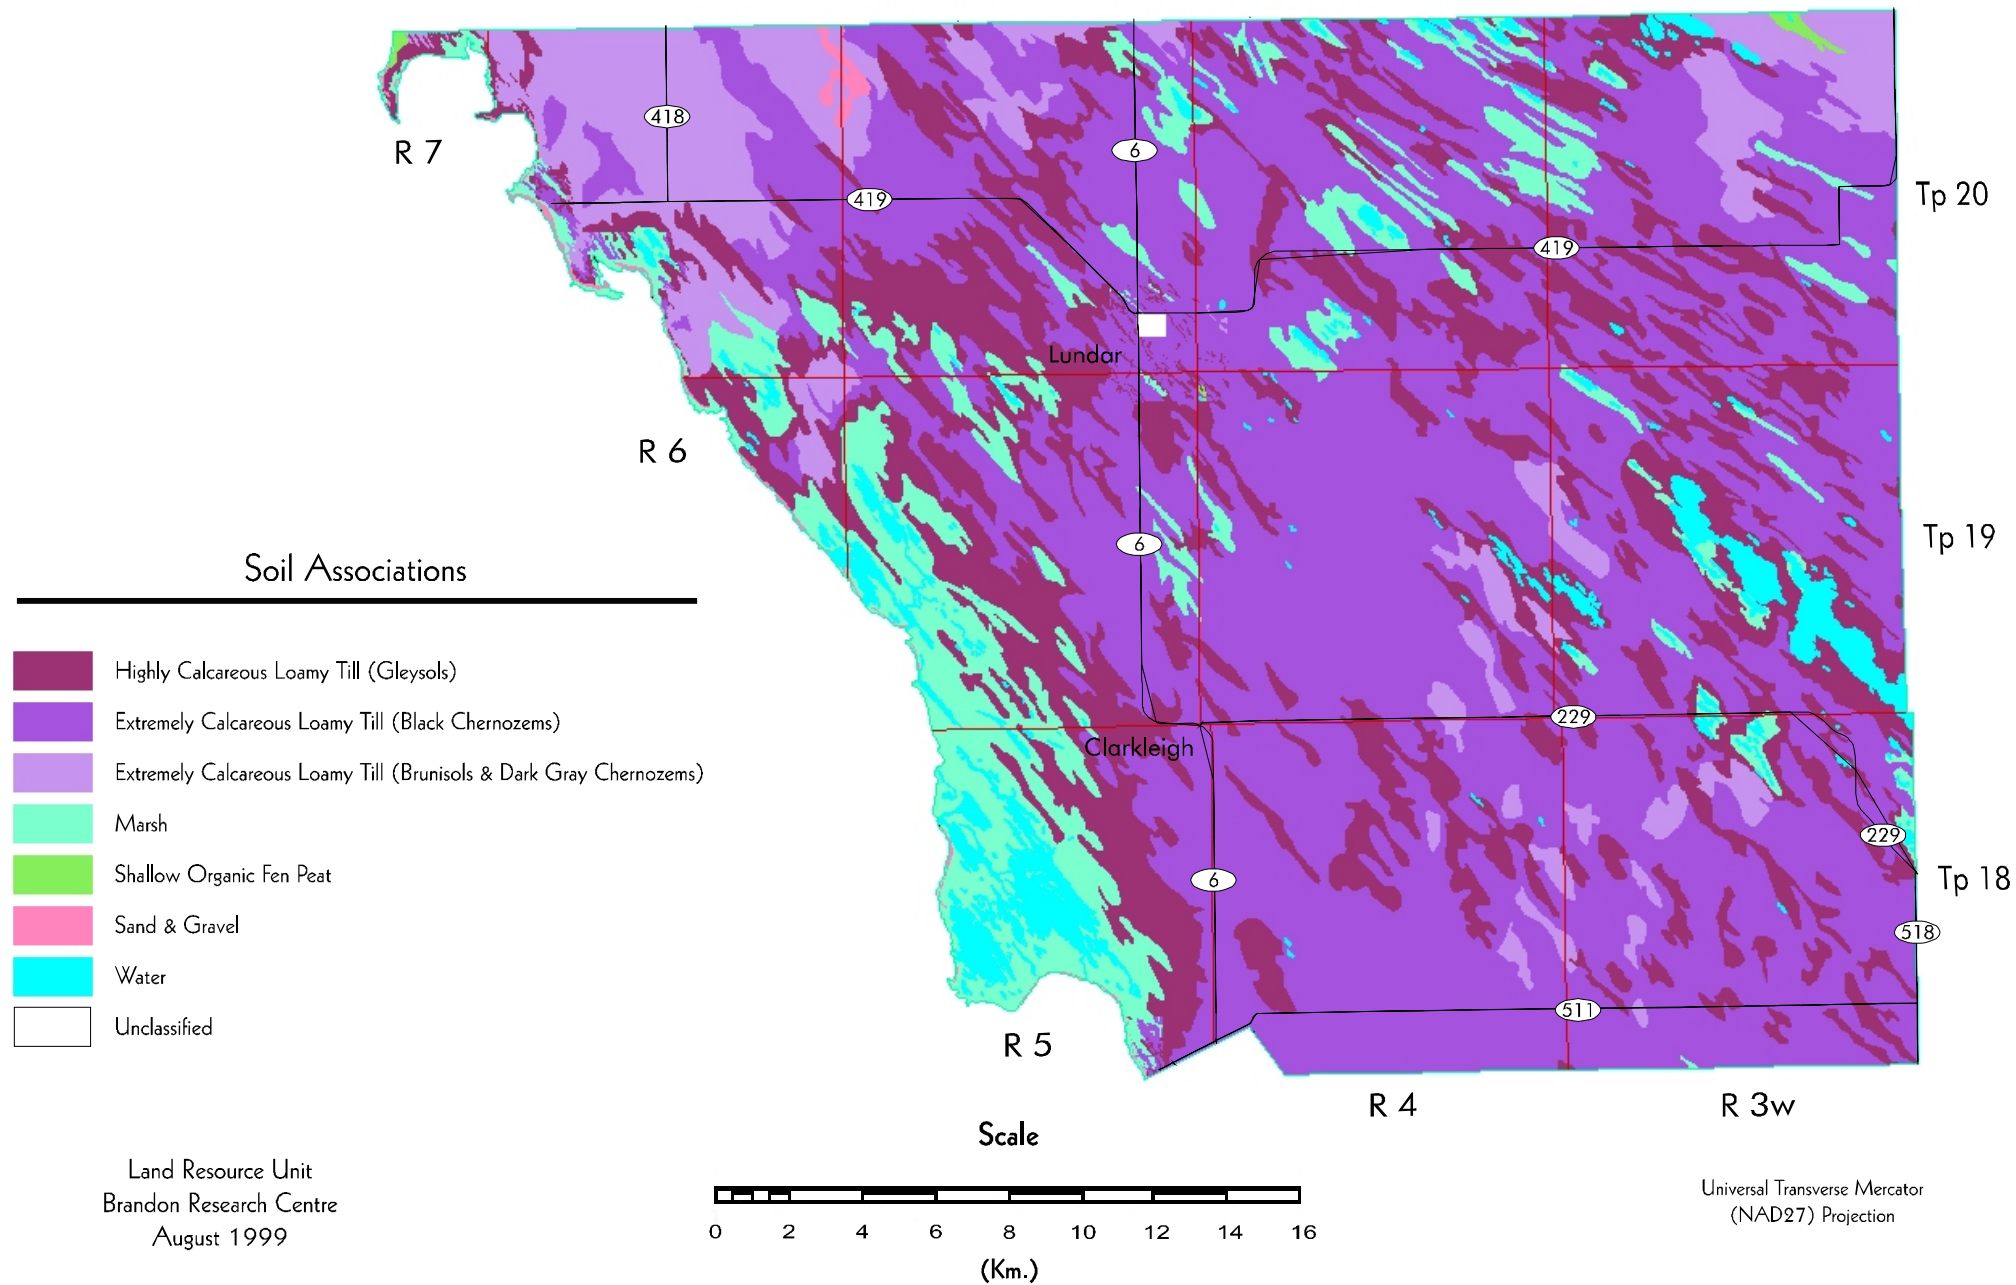 418
R 7
6
419
Tp 20
419
Lundar
R 6
Tp 19
6
Soil Associations
Highly Calcareous Loamy Till (Gleysols)
Extremely Calcareous Loamy Till (Black Chernozems)
Extremely Calcareous Loamy Till (Brunisols & Dark Gray Chernozems)
Marsh
Shallow Organic Fen Peat
Sand & Gravel
Water
Unclassified
229
Clarkleigh
229
6
Tp 18
518
511
R 5
R 4
R 3w
Scale
0 2 4 6 8 10 12 14 16
(Km.)
Land Resource Unit
Brandon Research Centre
August 1999
Universal Transverse Mercator
(NAD27) Projection